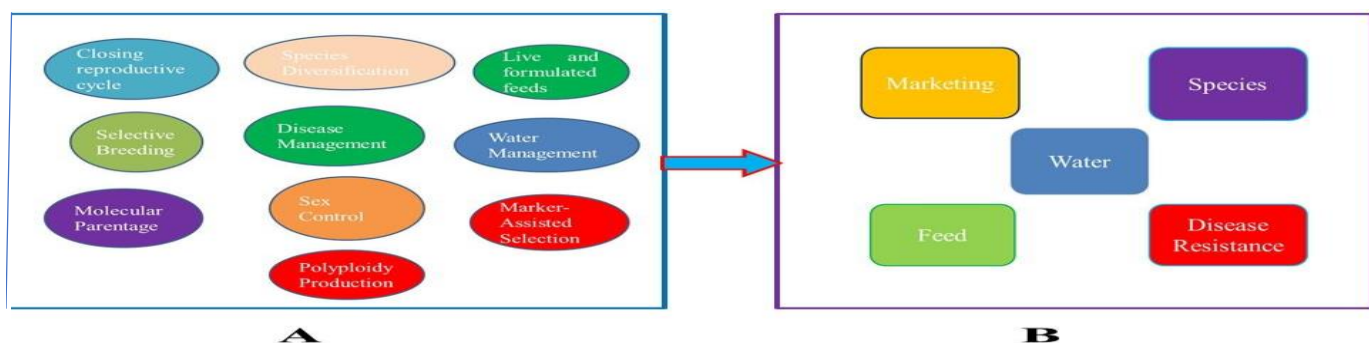 Closing
reproductive
cycle
Species
Diversification
Live and
formulated
feeds
Selective
Breeding
Disease
Management
Water
Management
Molecular
Parentage
Sex
Control
Marker-
Assisted
Selection
Polyploidy
Production
A
Marketing
Species
Water
Feed
Disease
Resistance
B